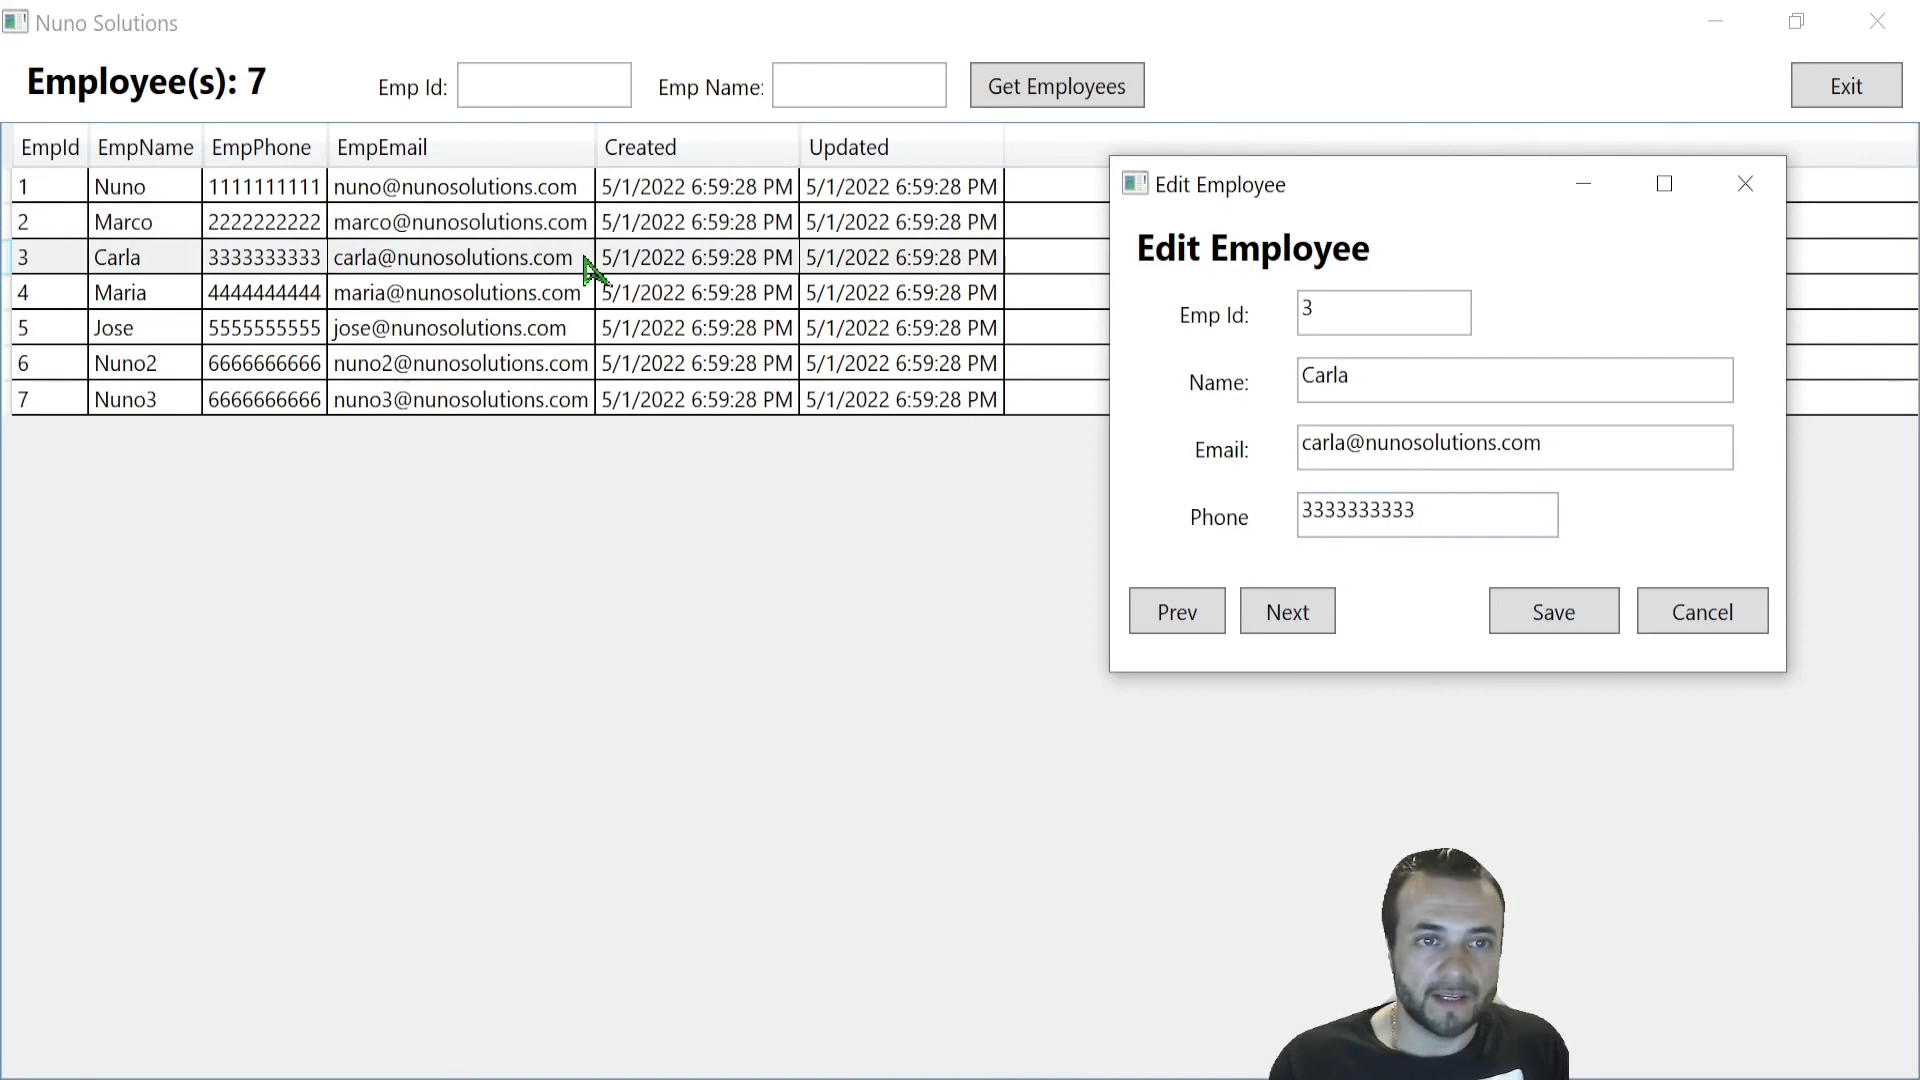 Nuno Solutions
Employee(s): 7 Emp Id: Emp Name: Get Employees Exit
EmpId EmpName EmpPhone EmpEmail Created Updated
1 Nuno 1111111111 nuno@nunosolutions.com 5/1/2022 6:59:28 PM 5/1/2022 6:59:28 PM
2 Marco 2222222222 marco@nunosolutions.com 5/1/2022 6:59:28 PM 5/1/2022 6:59:28 PM
3 Carla 3333333333 carla@nunosolutions.com 5/1/2022 6:59:28 PM 5/1/2022 6:59:28 PM
4 Maria 4444444444 maria@nunosolutions.com 5/1/2022 6:59:28 PM 5/1/2022 6:59:28 PM
5 Jose 5555555555 jose@nunosolutions.com 5/1/2022 6:59:28 PM 5/1/2022 6:59:28 PM
6 Nuno2 6666666666 nuno2@nunosolutions.com 5/1/2022 6:59:28 PM 5/1/2022 6:59:28 PM
7 Nuno3 6666666666 nuno3@nunosolutions.com 5/1/2022 6:59:28 PM 5/1/2022 6:59:28 PM
Edit Employee
Edit Employee
Emp Id: 3
Name: Carla
Email: carla@nunosolutions.com
Phone 3333333333
Prev Next Save Cancel